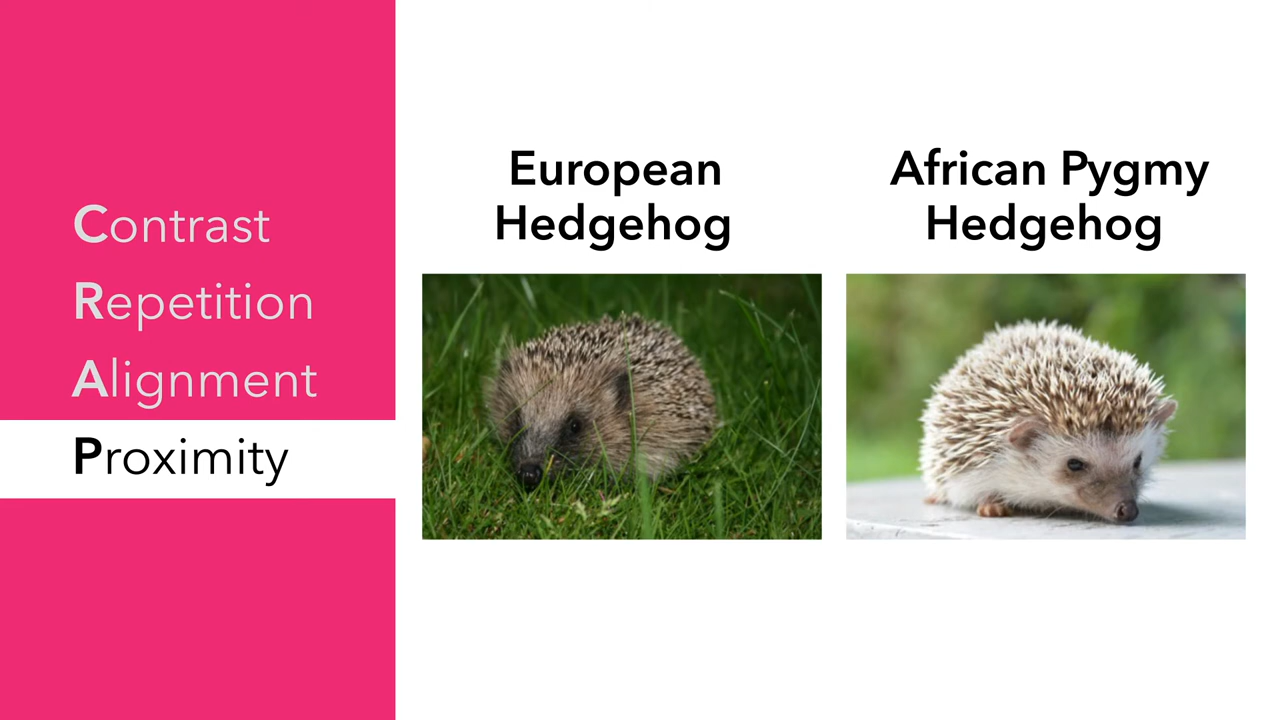 Contrast
Repetition
Alignment
Proximity
European
Hedgehog
African Pygmy
Hedgehog